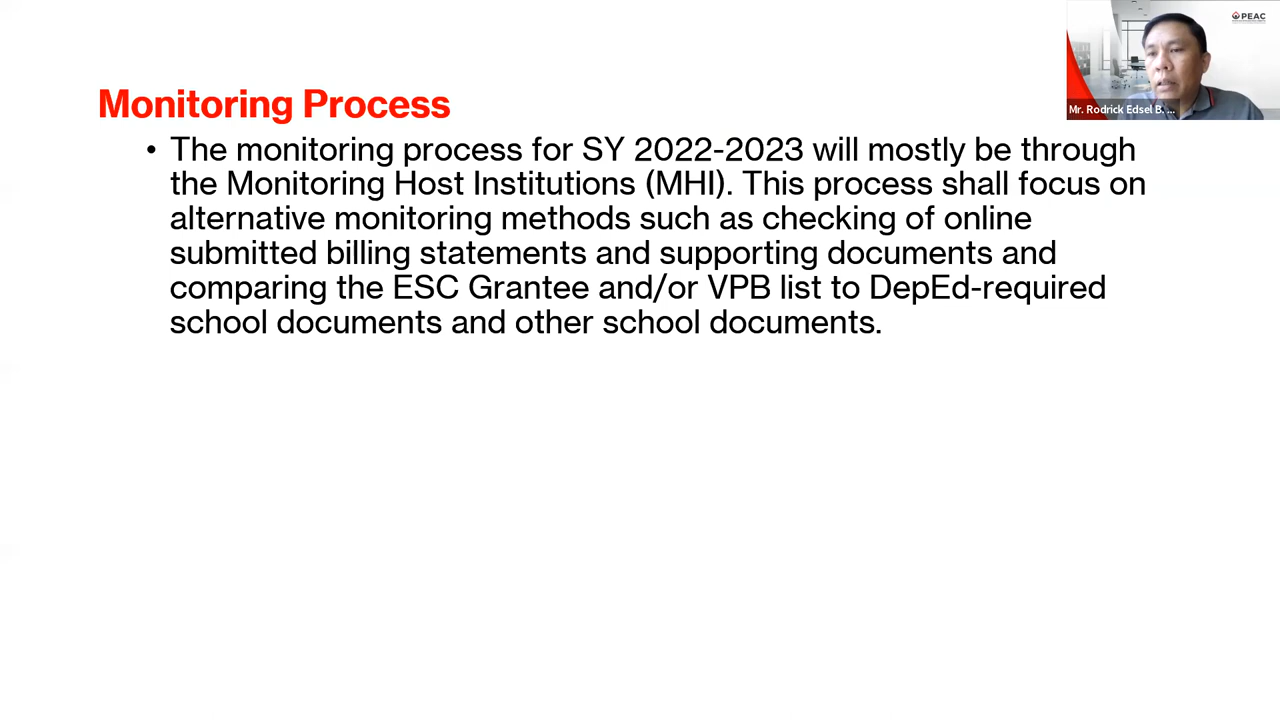 PEAC
Mr. Rodrick Edsel B. ...
Monitoring Process
• The monitoring process for SY 2022-2023 will mostly be through
the Monitoring Host Institutions (MHI). This process shall focus on
alternative monitoring methods such as checking of online
submitted billing statements and supporting documents and
comparing the ESC Grantee and/or VPB list to DepEd-required
school documents and other school documents.